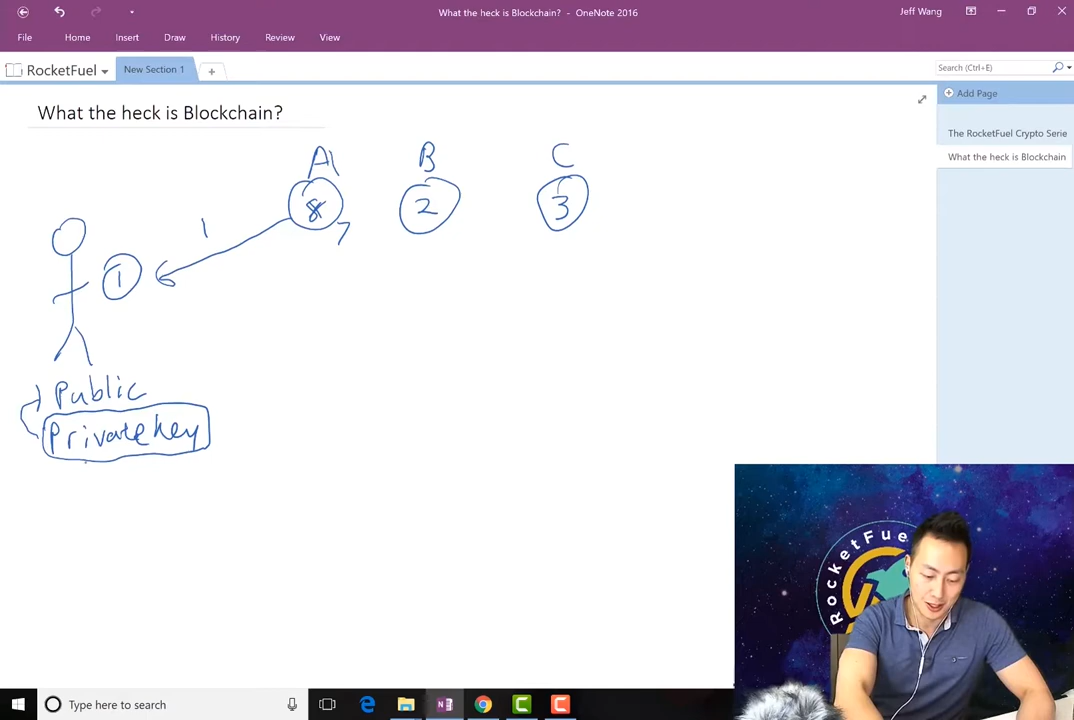 What the heck is Blockchain? - OneNote 2016
Jeff Wang
File Home Insert Draw History Review View
RocketFuel
New Section 1
Search (Ctrl+E)
Add Page
The RocketFuel Crypto Serie
What the heck is Blockchain
What the heck is Blockchain?
A B C
8 2 3
7
1
1
Public
Private key
RocketFuel
Type here to search